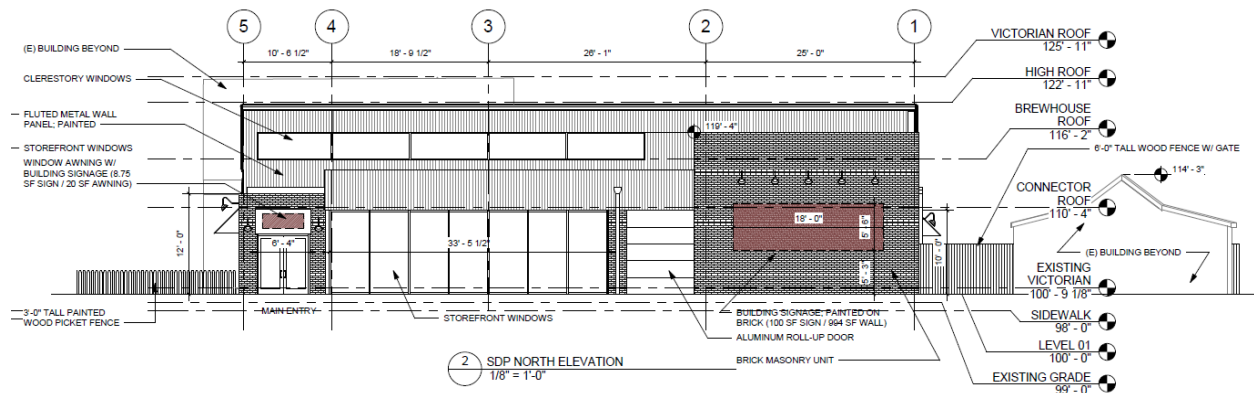 5
4
3
2
1
10' - 6 1/2"
18' - 9 1/2"
26' - 1"
25' - 0"
(E) BUILDING BEYOND
CLERESTORY WINDOWS
FLUTED METAL WALL
PANEL; PAINTED
STOREFRONT WINDOWS
WINDOW AWNING W/
BUILDING SIGNAGE (8.75
SF SIGN / 20 SF AWNING)
12' - 0"
3'-0" TALL PAINTED
WOOD PICKET FENCE
6' - 4"
33' - 5 1/2"
MAIN ENTRY
STOREFRONT WINDOWS
119' - 4"
18' - 0"
5' - 6"
5' - 3"
10' - 0"
BUILDING SIGNAGE; PAINTED ON
BRICK (100 SF SIGN / 994 SF WALL)
ALUMINUM ROLL-UP DOOR
BRICK MASONRY UNIT
VICTORIAN ROOF
125' - 11"
HIGH ROOF
122' - 11"
BREWHOUSE
ROOF
116' - 2"
6'-0" TALL WOOD FENCE W/ GATE
114' - 3"
CONNECTOR
ROOF
110' - 4"
(E) BUILDING BEYOND
EXISTING
VICTORIAN
100' - 9 1/8"
SIDEWALK
98' - 0"
LEVEL 01
100' - 0"
EXISTING GRADE
99' - 0"
2
SDP NORTH ELEVATION
1/8" = 1'-0"